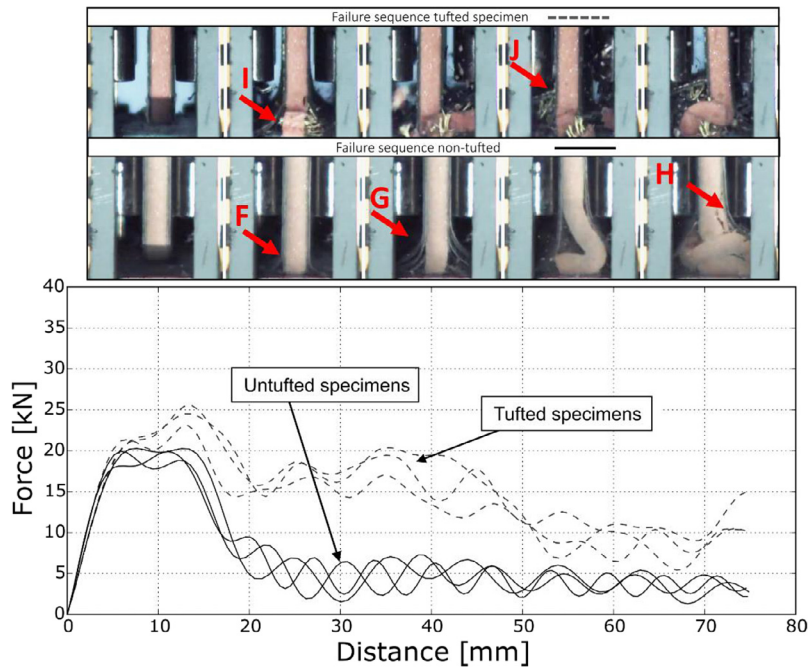 Failure sequence tufted specimen
I
J
Failure sequence non-tufted
F
G
H
40
35
30
25
20
15
10
5
0
Force [kN]
Untufted specimens
Tufted specimens
0 10 20 30 40 50 60 70 80
Distance [mm]